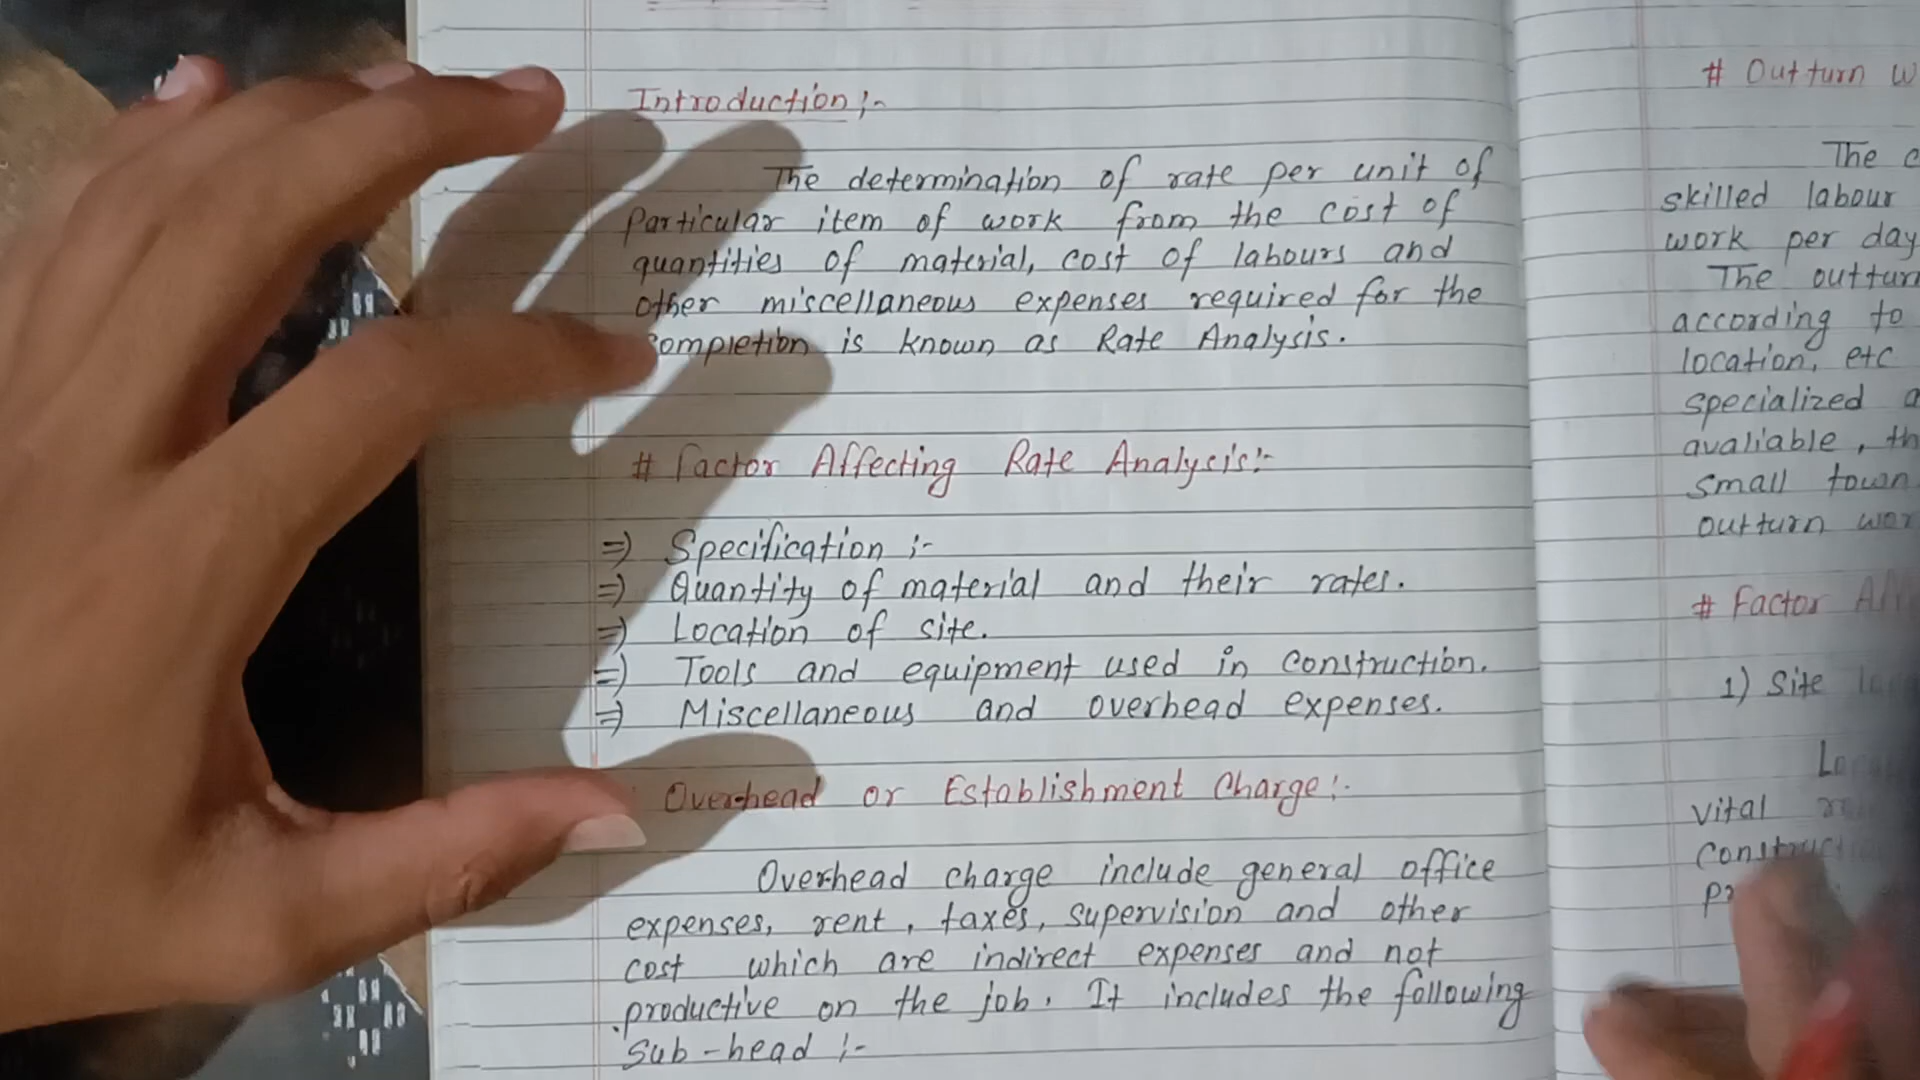 Introduction :-
The determination of rate per unit of
particular item of work from the cost of
quantities of material, cost of labours and
other miscellaneous expenses required for the
completion is known as Rate Analysis.
# Factor Affecting Rate Analysis:-
⇒ Specification :-
⇒ Quantity of material and their rates.
⇒ Location of site.
⇒ Tools and equipment used in construction.
⇒ Miscellaneous and overhead expenses.
Overhead or Establishment Charge:-
Overhead charge include general office
expenses, rent, taxes, supervision and other
cost which are indirect expenses and not
productive on the job. It includes the following
Sub-head :-
# Out turn
The
skilled labour
work per day
The outturn
according to
location, etc
specialized
avaliable,
small town
outturn
# Factor
1) Site
vital